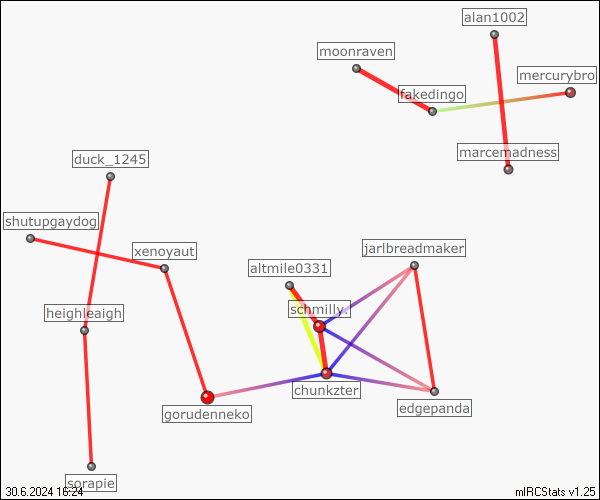 alan1002
moonraven
mercurybro
fakedingo
marcemadness
duck_1245
shutupgaydog
xenoyaut
jarlbreadmaker
altmile0331
schmilly.
heighleaigh
chunkzter
gorudenneko
edgepanda
sorapie
30.6.2024 16:24
mIRCStats v1.25